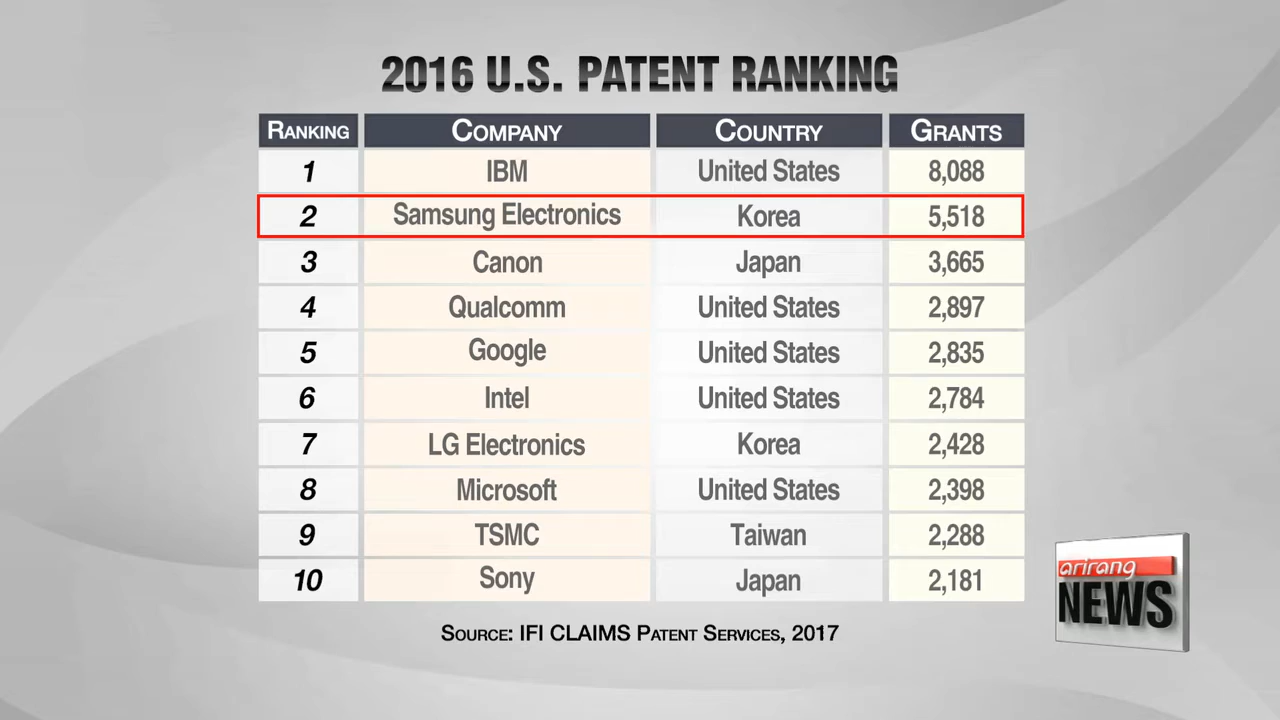 2016 U.S. PATENT RANKING
RANKING COMPANY COUNTRY GRANTS
1 IBM United States 8,088
2 Samsung Electronics Korea 5,518
3 Canon Japan 3,665
4 Qualcomm United States 2,897
5 Google United States 2,835
6 Intel United States 2,784
7 LG Electronics Korea 2,428
8 Microsoft United States 2,398
9 TSMC Taiwan 2,288
10 Sony Japan 2,181
SOURCE: IFI CLAIMS PATENT SERVICES, 2017
arirang
NEWS